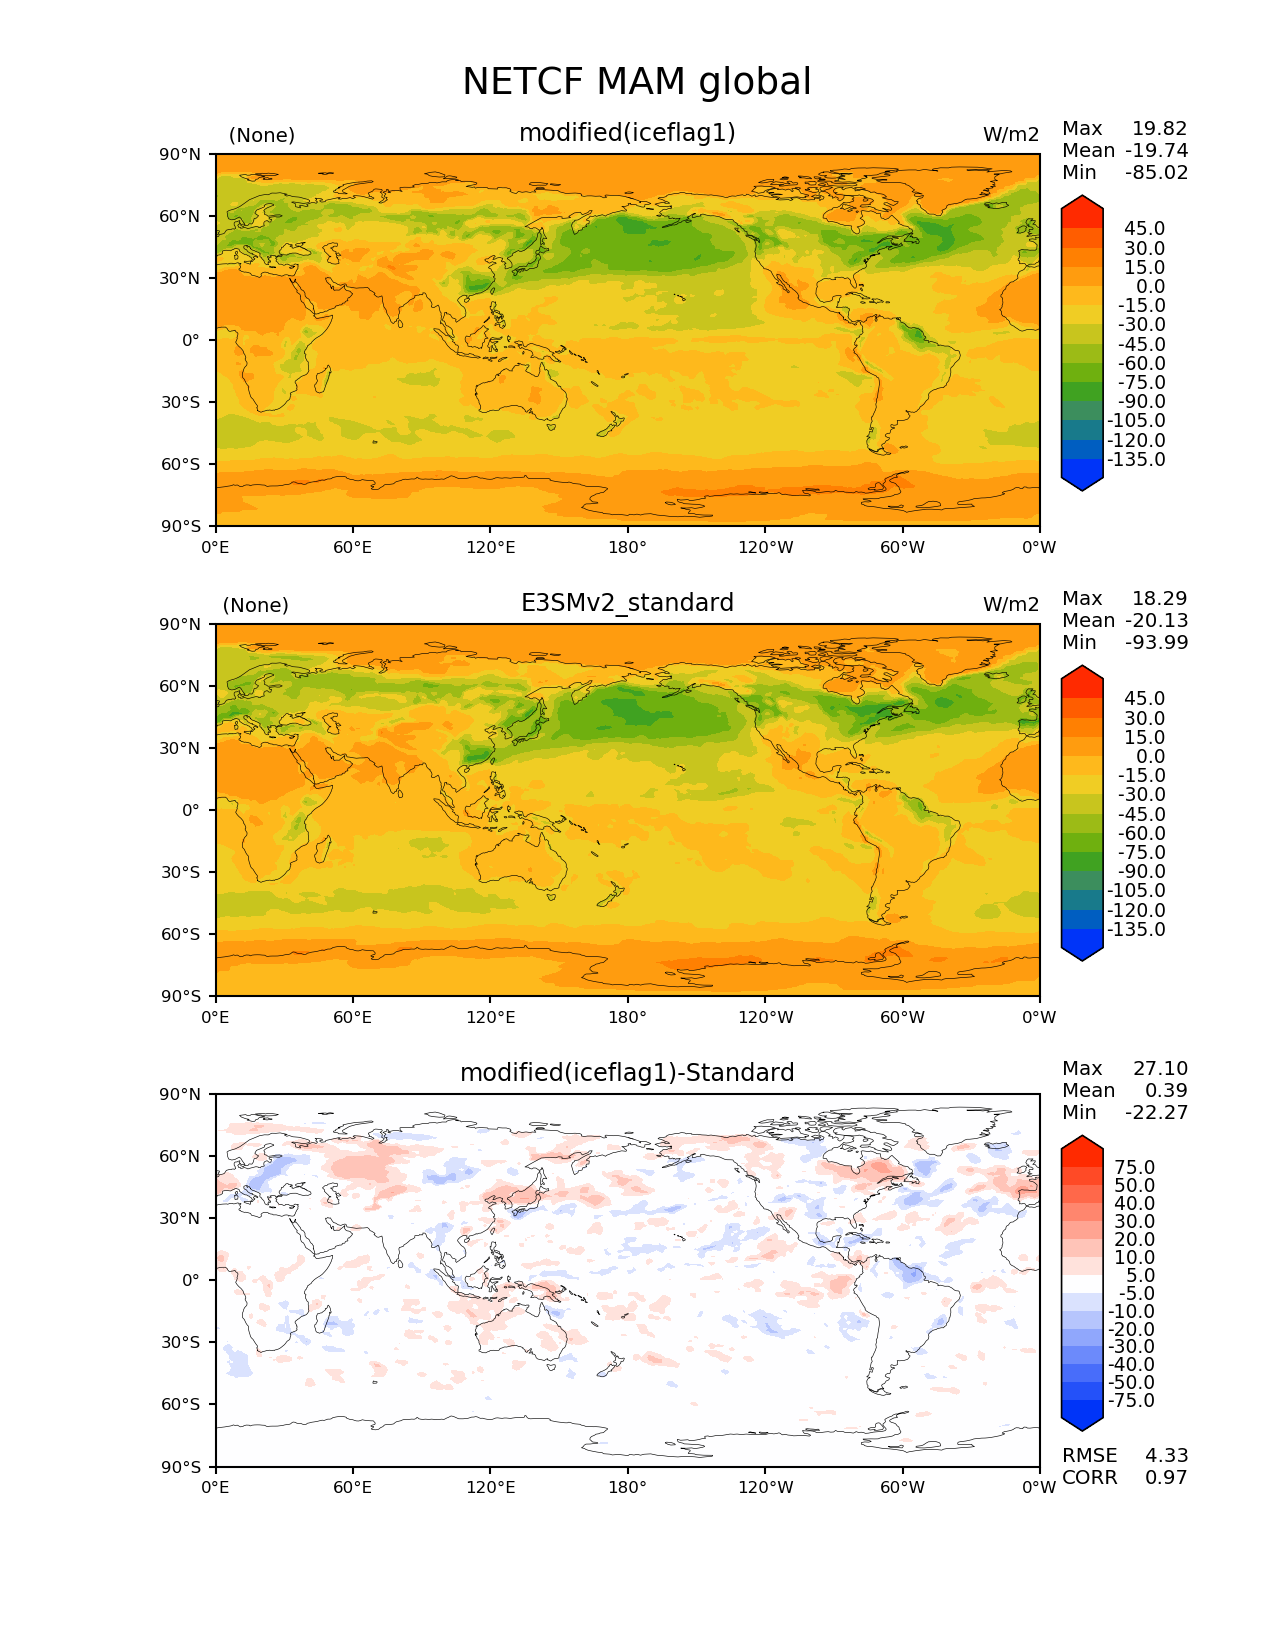 NETCF MAM global
(None) modified(iceflag1) W/m2
Max 19.82
Mean -19.74
Min -85.02
90°N
60°N
30°N
0°
30°S
60°S
90°S
0°E 60°E 120°E 180° 120°W 60°W 0°W
45.0
30.0
15.0
0.0
-15.0
-30.0
-45.0
-60.0
-75.0
-90.0
-105.0
-120.0
-135.0
(None) E3SMv2_standard W/m2
Max 18.29
Mean -20.13
Min -93.99
90°N
60°N
30°N
0°
30°S
60°S
90°S
0°E 60°E 120°E 180° 120°W 60°W 0°W
45.0
30.0
15.0
0.0
-15.0
-30.0
-45.0
-60.0
-75.0
-90.0
-105.0
-120.0
-135.0
modified(iceflag1)-Standard
Max 27.10
Mean 0.39
Min -22.27
90°N
60°N
30°N
0°
30°S
60°S
90°S
0°E 60°E 120°E 180° 120°W 60°W 0°W
75.0
50.0
40.0
30.0
20.0
10.0
5.0
-5.0
-10.0
-20.0
-30.0
-40.0
-50.0
-75.0
RMSE 4.33
CORR 0.97